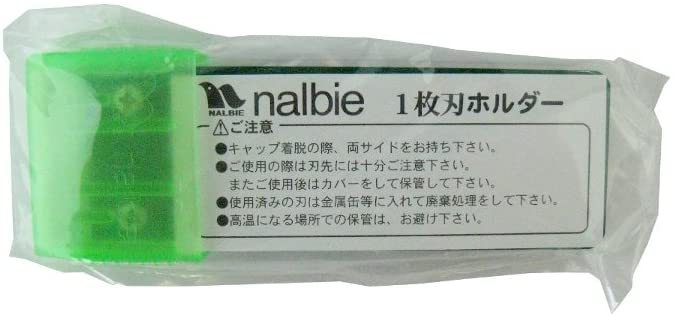 NALBIE
nalbie 1枚刃ホルダー
⚠ご注意
●キャップ着脱の際、両サイドをお持ち下さい。
●ご使用の際は刃先には十分ご注意下さい。
またご使用後はカバーをして保管して下さい。
●使用済みの刃は金属缶等に入れて廃棄処理をして下さい。
●高温になる場所での保管は、お避け下さい。